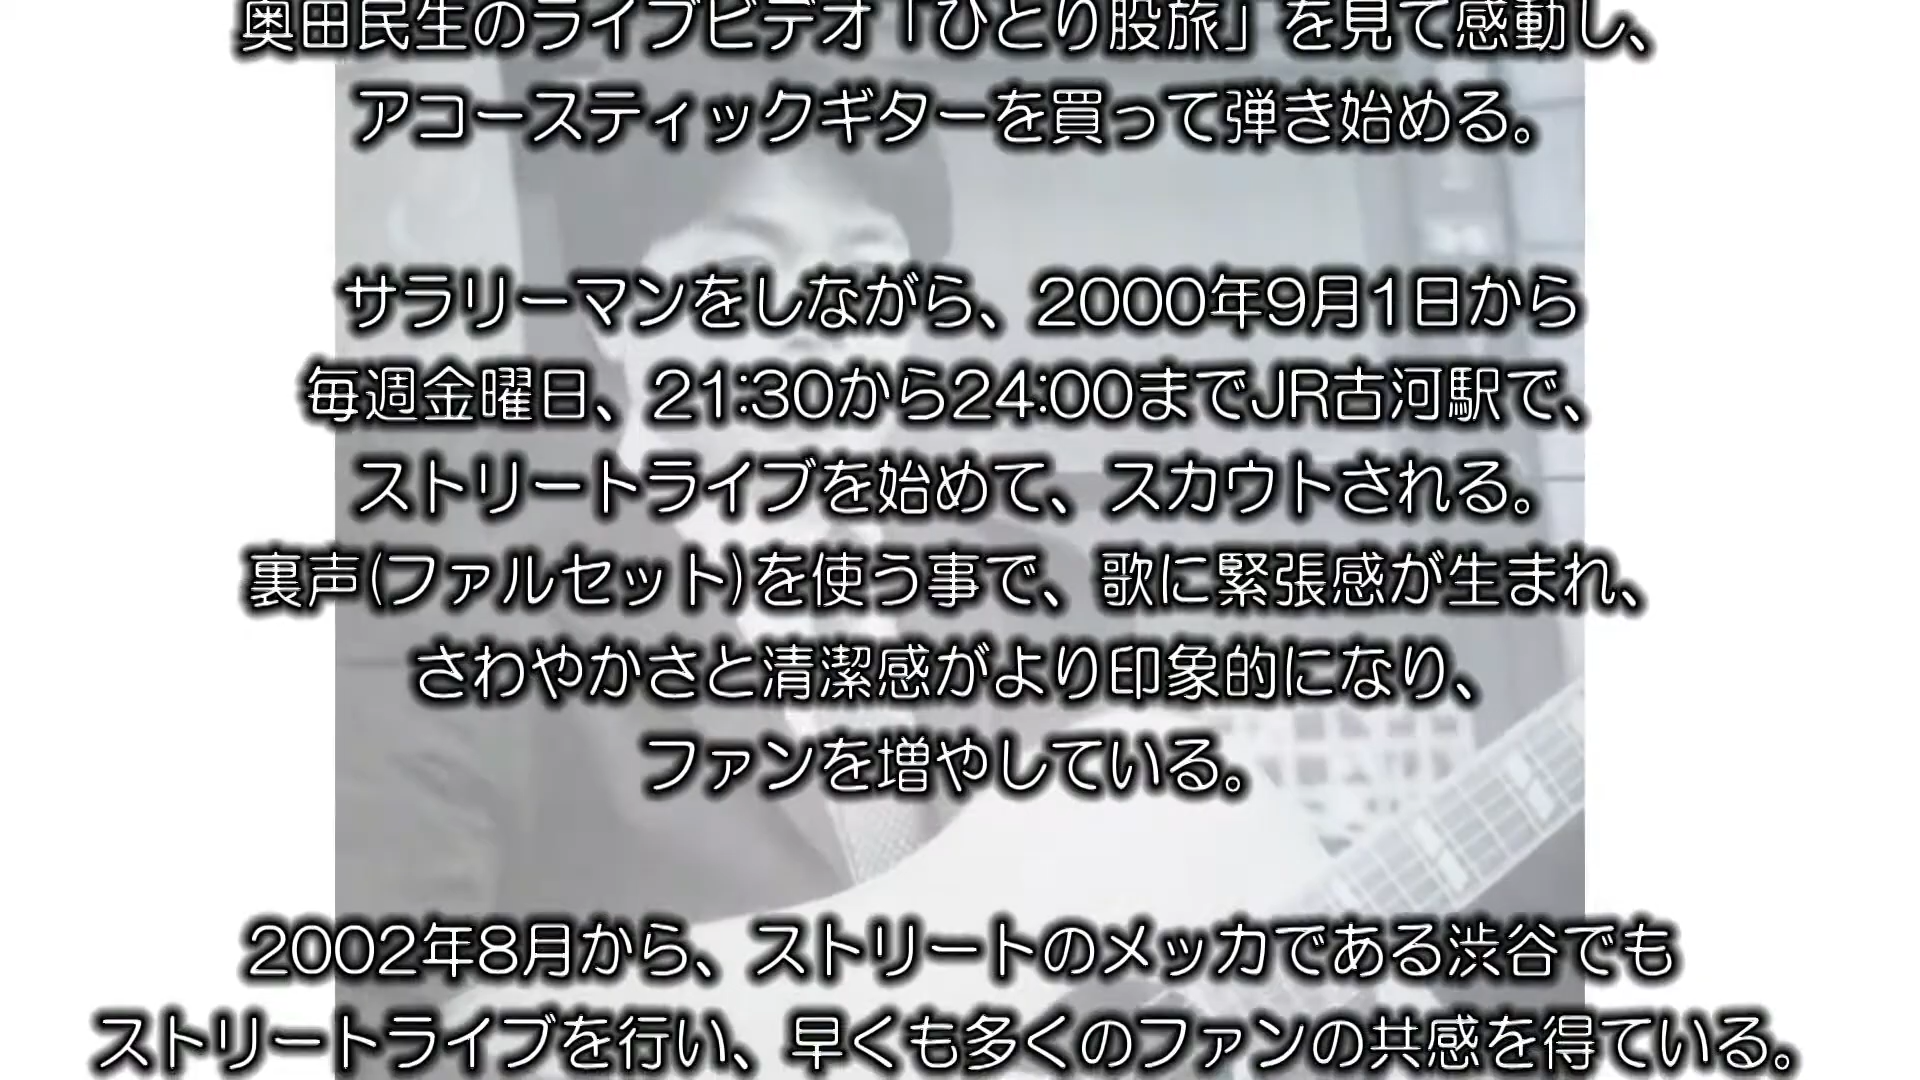 奥田民生のライブビデオ「ひとり股旅」を見て感動し、
アコースティックギターを買って弾き始める。
サラリーマンをしながら、2000年9月1日から
毎週金曜日、21:30から24:00までJR古河駅で、
ストリートライブを始めて、スカウトされる。
裏声(ファルセット)を使う事で、歌に緊張感が生まれ、
さわやかさと清潔感がより印象的になり、
ファンを増やしている。
2002年8月から、ストリートのメッカである渋谷でも
ストリートライブを行い、早くも多くのファンの共感を得ている。